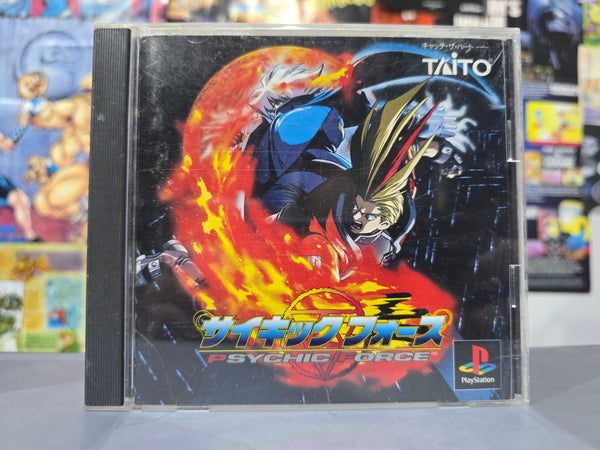 キャッチ・ザ・ハート
TAITO
サイキックフォース
PSYCHIC FORCE™
PlayStation